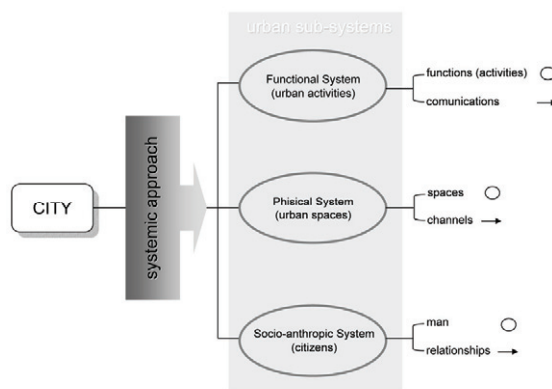 urban sub-systems
Functional System
(urban activities)
functions (activities)
comunications
CITY
systemic approach
Phisical System
(urban spaces)
spaces
channels
Socio-anthropic System
(citizens)
man
relationships